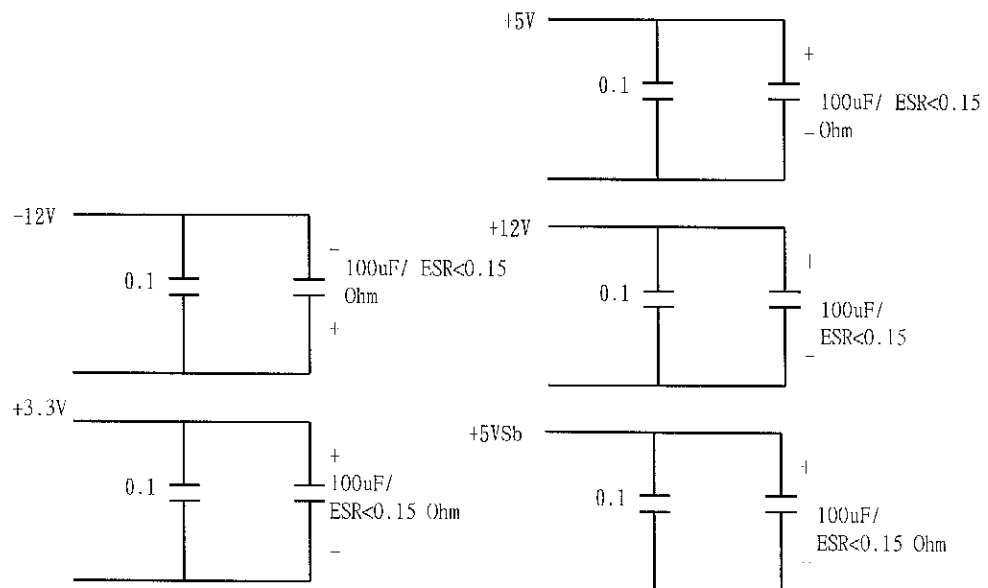 +5V
+
0.1
100uF/ ESR<0.15
- Ohm
-12V
-
100uF/ ESR<0.15
0.1
Ohm
+
+12V
0.1
100uF/
ESR<0.15
-
+3.3V
+
0.1
100uF/
ESR<0.15 Ohm
-
+5VSb
+
0.1
100uF/
ESR<0.15 Ohm